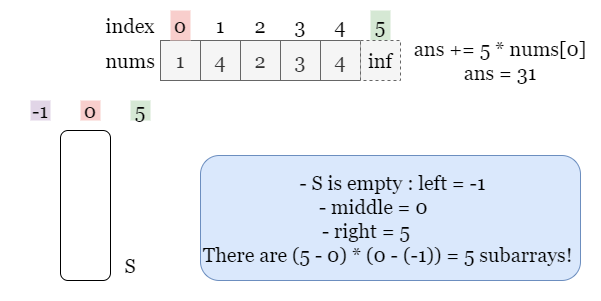 index 0 1 2 3 4 5
nums 1 4 2 3 4 inf
ans += 5 * nums[0]
ans = 31
-1 0 5
S
- S is empty : left = -1
- middle = 0
- right = 5
There are (5 - 0) * (0 - (-1)) = 5 subarrays!